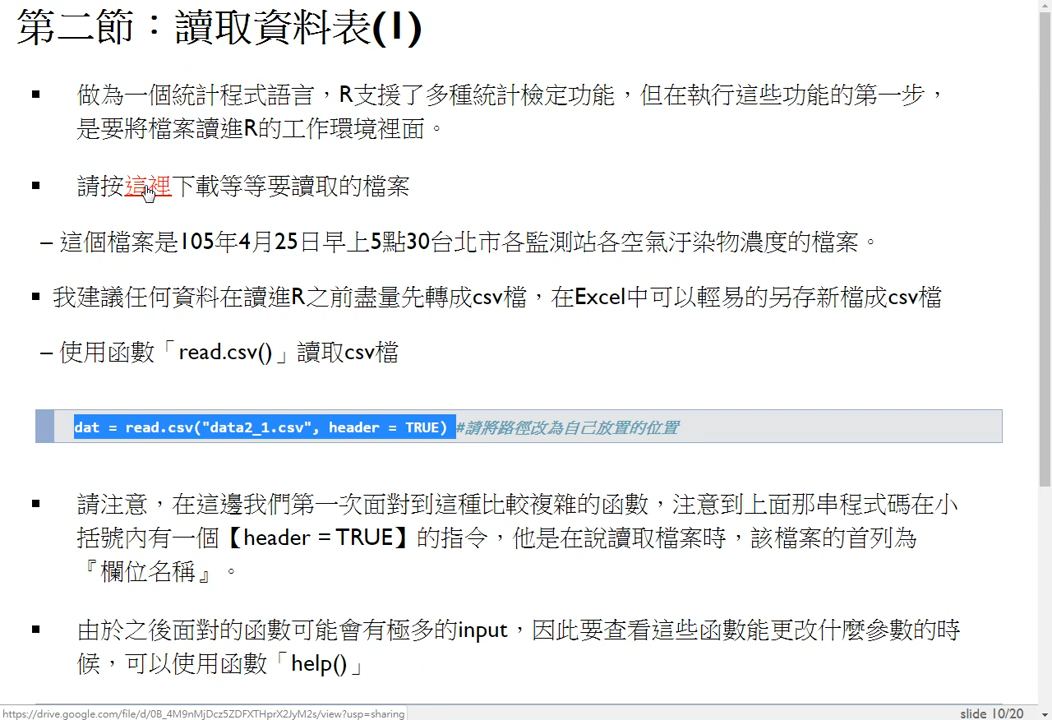 第二節：讀取資料表(1)
▪ 做為一個統計程式語言，R支援了多種統計檢定功能，但在執行這些功能的第一步，
是要將檔案讀進R的工作環境裡面。
▪ 請按這裡下載等等要讀取的檔案
– 這個檔案是105年4月25日早上5點30台北市各監測站各空氣汙染物濃度的檔案。
▪ 我建議任何資料在讀進R之前盡量先轉成csv檔，在Excel中可以輕易的另存新檔成csv檔
– 使用函數「read.csv()」讀取csv檔
dat = read.csv("data2_1.csv", header = TRUE) #請將路徑改為自己放置的位置
▪ 請注意，在這邊我們第一次面對到這種比較複雜的函數，注意到上面那串程式碼在小
括號內有一個【header = TRUE】的指令，他是在說讀取檔案時，該檔案的首列為
『欄位名稱』。
▪ 由於之後面對的函數可能會有極多的input，因此要查看這些函數能更改什麼參數的時
候，可以使用函數「help()」
https://drive.google.com/file/d/0B_4M9nMjDcz5ZDFXTHprX2JyM2s/view?usp=sharing
slide 10/20